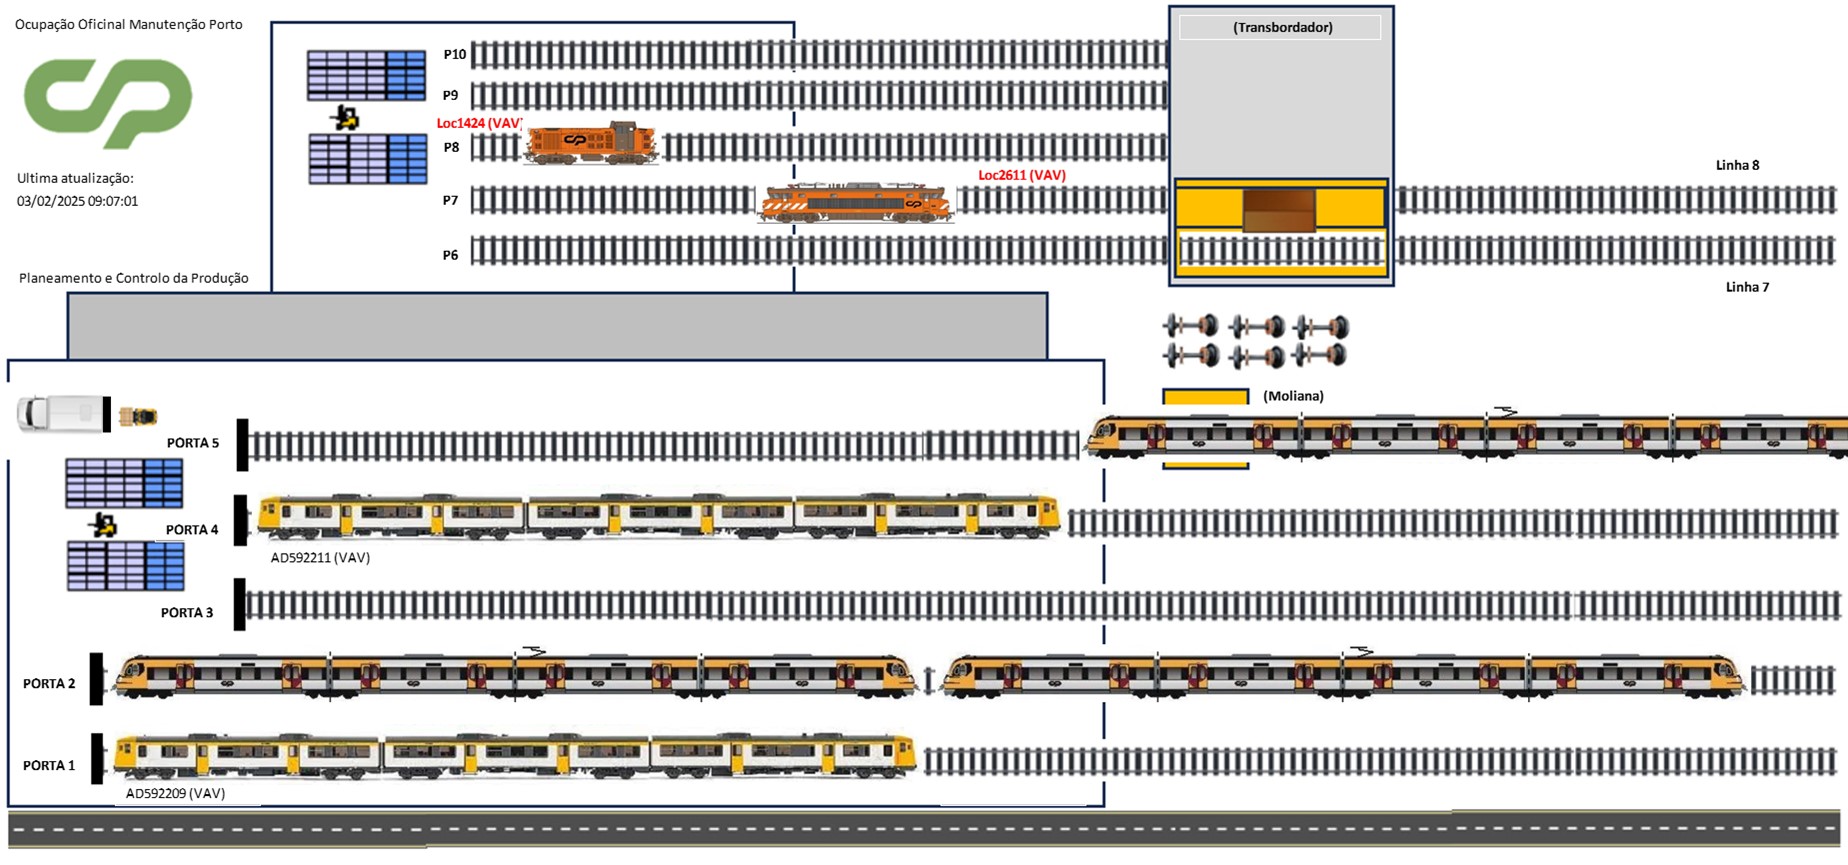 Ocupação Oficinal Manutenção Porto
(Transbordador)
P10
P9
Loc1424 (VAV)
P8
Ultima atualização:
03/02/2025 09:07:01
Loc2611 (VAV)
Linha 8
P7
P6
Planeamento e Controlo da Produção
Linha 7
(Moliana)
PORTA 5
PORTA 4
AD592211 (VAV)
PORTA 3
PORTA 2
PORTA 1
AD592209 (VAV)